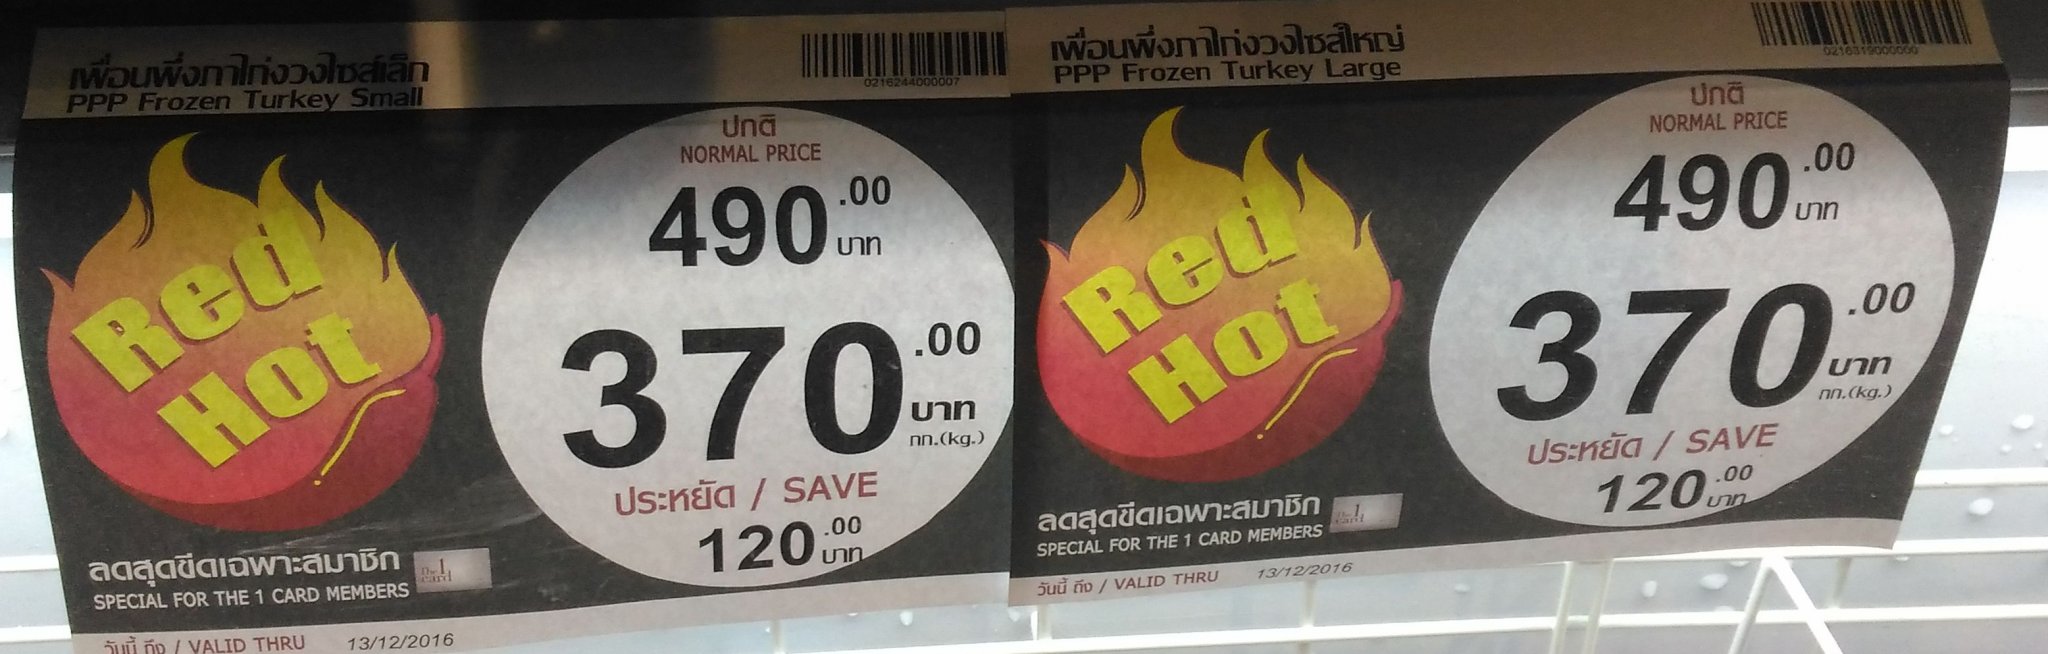 เพื่อนพึ่งภาไก่งวงไซส์เล็ก
PPP Frozen Turkey Small
0216244000007
ปกติ
NORMAL PRICE
490.00
บาท
Red
Hot
370.00
บาท
กก.(kg.)
ประหยัด / SAVE
120.00
บาท
ลดสุดขีดเฉพาะสมาชิก
The 1
card
SPECIAL FOR THE 1 CARD MEMBERS
วันนี้ ถึง / VALID THRU 13/12/2016
เพื่อนพึ่งภาไก่งวงไซส์ใหญ่
PPP Frozen Turkey Large
0216319000000
ปกติ
NORMAL PRICE
490.00
บาท
Red
Hot
370.00
บาท
กก.(kg.)
ประหยัด / SAVE
120.00
บาท
ลดสุดขีดเฉพาะสมาชิก
The 1
card
SPECIAL FOR THE 1 CARD MEMBERS
วันนี้ ถึง / VALID THRU 13/12/2016